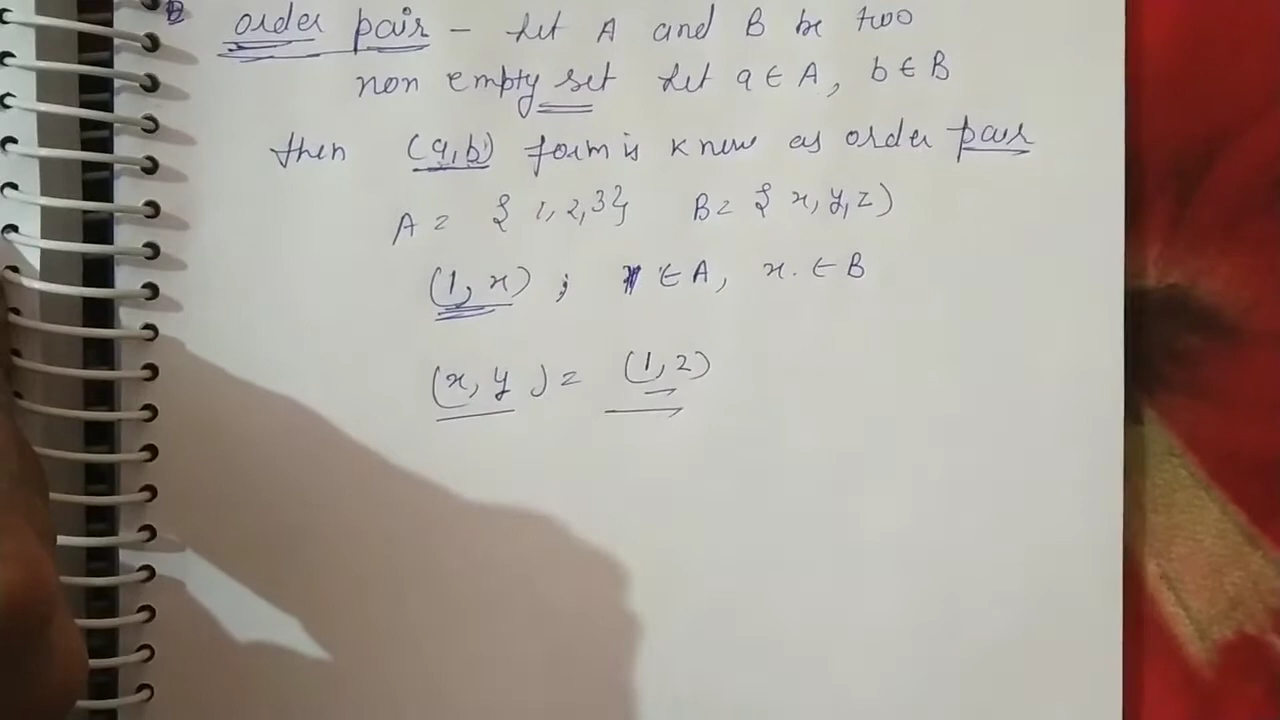 order pair - Let A and B be two
non empty set Let a ∈ A, b ∈ B
then (a,b) form is know as order pair
A = { 1, 2, 3} B = { x, y, z)
(1, x) ; 1 ∈ A, x. ∈ B
(x, y) = (1, 2)